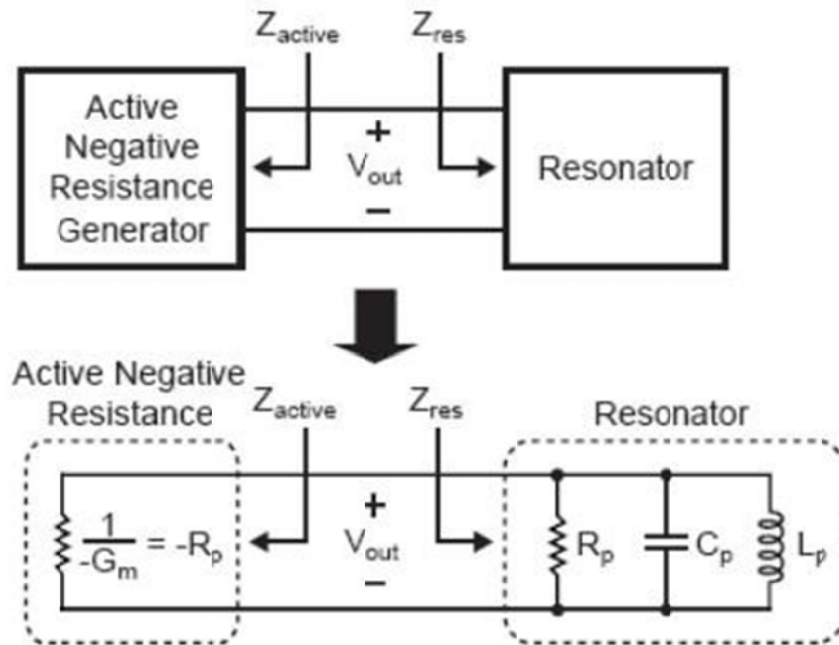 Z_active Z_res
Active
Negative
Resistance
Generator
+
V_out
−
Resonator
Active Negative
Resistance
Z_active Z_res
Resonator
1/-G_m = -R_p
+
V_out
−
R_p C_p L_p